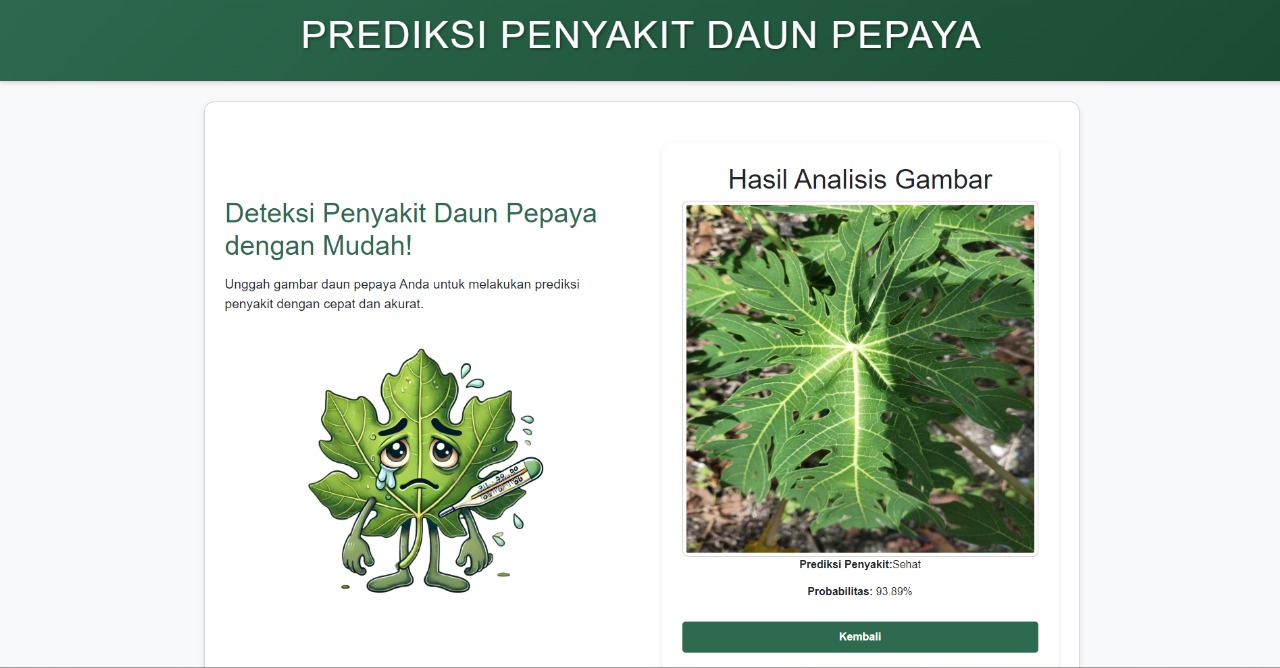 PREDIKSI PENYAKIT DAUN PEPAYA
Deteksi Penyakit Daun Pepaya
dengan Mudah!
Unggah gambar daun pepaya Anda untuk melakukan prediksi
penyakit dengan cepat dan akurat.
Hasil Analisis Gambar
Prediksi Penyakit:Sehat
Probabilitas: 93.89%
Kembali